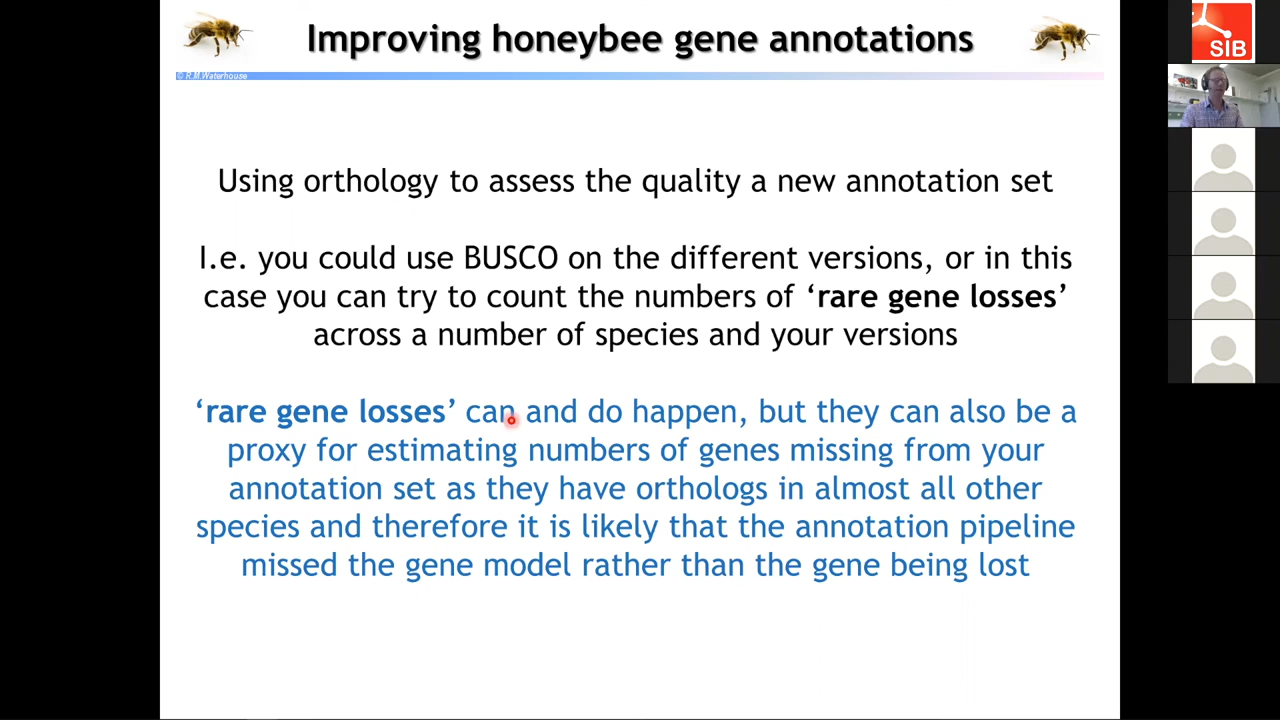 Improving honeybee gene annotations
© R.M.Waterhouse
SIB
Using orthology to assess the quality a new annotation set
I.e. you could use BUSCO on the different versions, or in this
case you can try to count the numbers of ‘rare gene losses’
across a number of species and your versions
‘rare gene losses’ can and do happen, but they can also be a
proxy for estimating numbers of genes missing from your
annotation set as they have orthologs in almost all other
species and therefore it is likely that the annotation pipeline
missed the gene model rather than the gene being lost